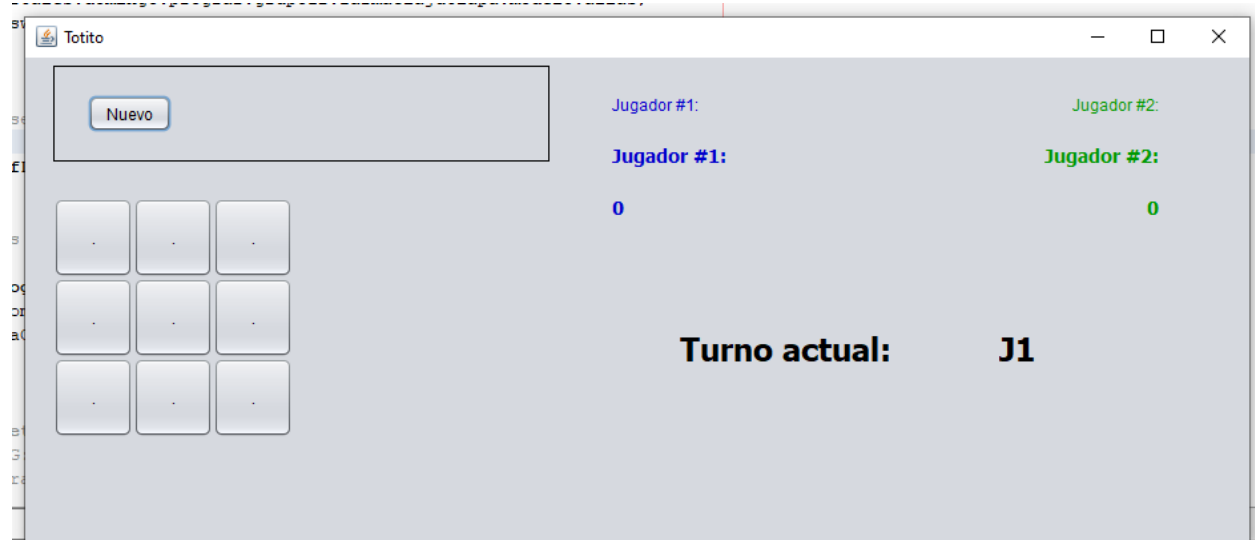 Totito
Nuevo
Jugador #1:
Jugador #2:
Jugador #1:
Jugador #2:
0
0
. . .
. . .
. . .
Turno actual:
J1